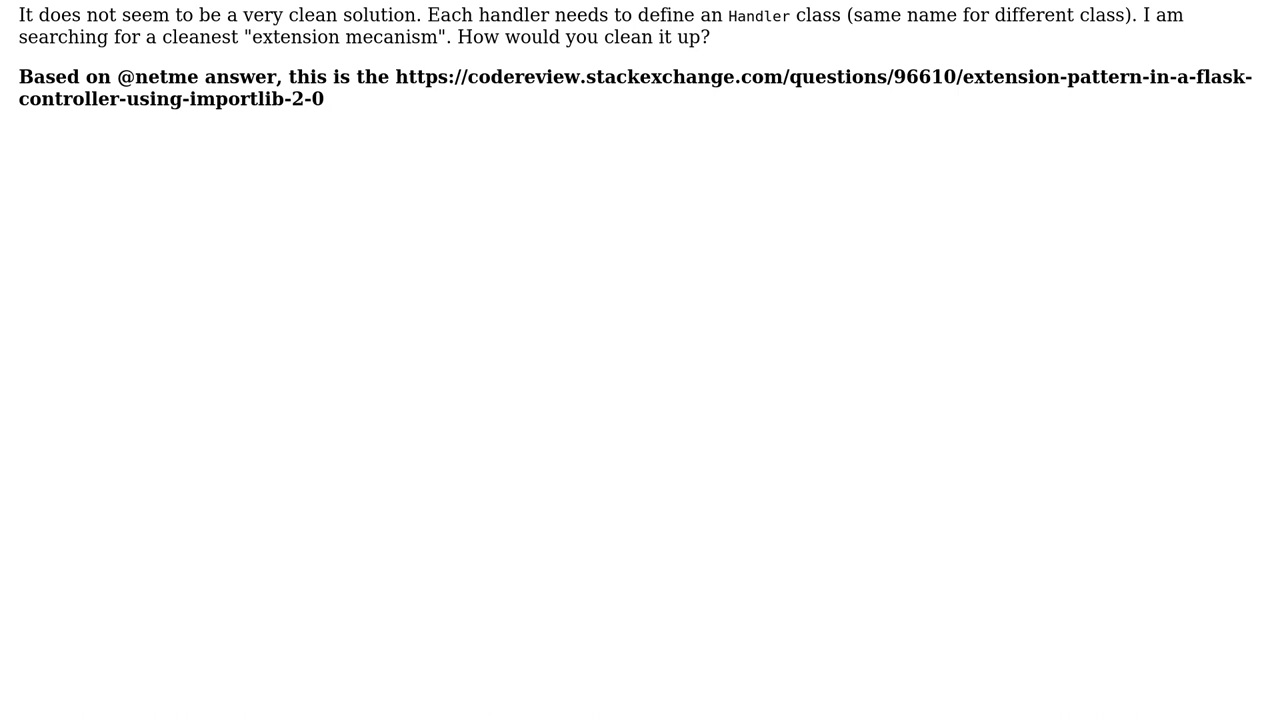 It does not seem to be a very clean solution. Each handler needs to define an Handler class (same name for different class). I am
searching for a cleanest "extension mecanism". How would you clean it up?
Based on @netme answer, this is the https://codereview.stackexchange.com/questions/96610/extension-pattern-in-a-flask-
controller-using-importlib-2-0